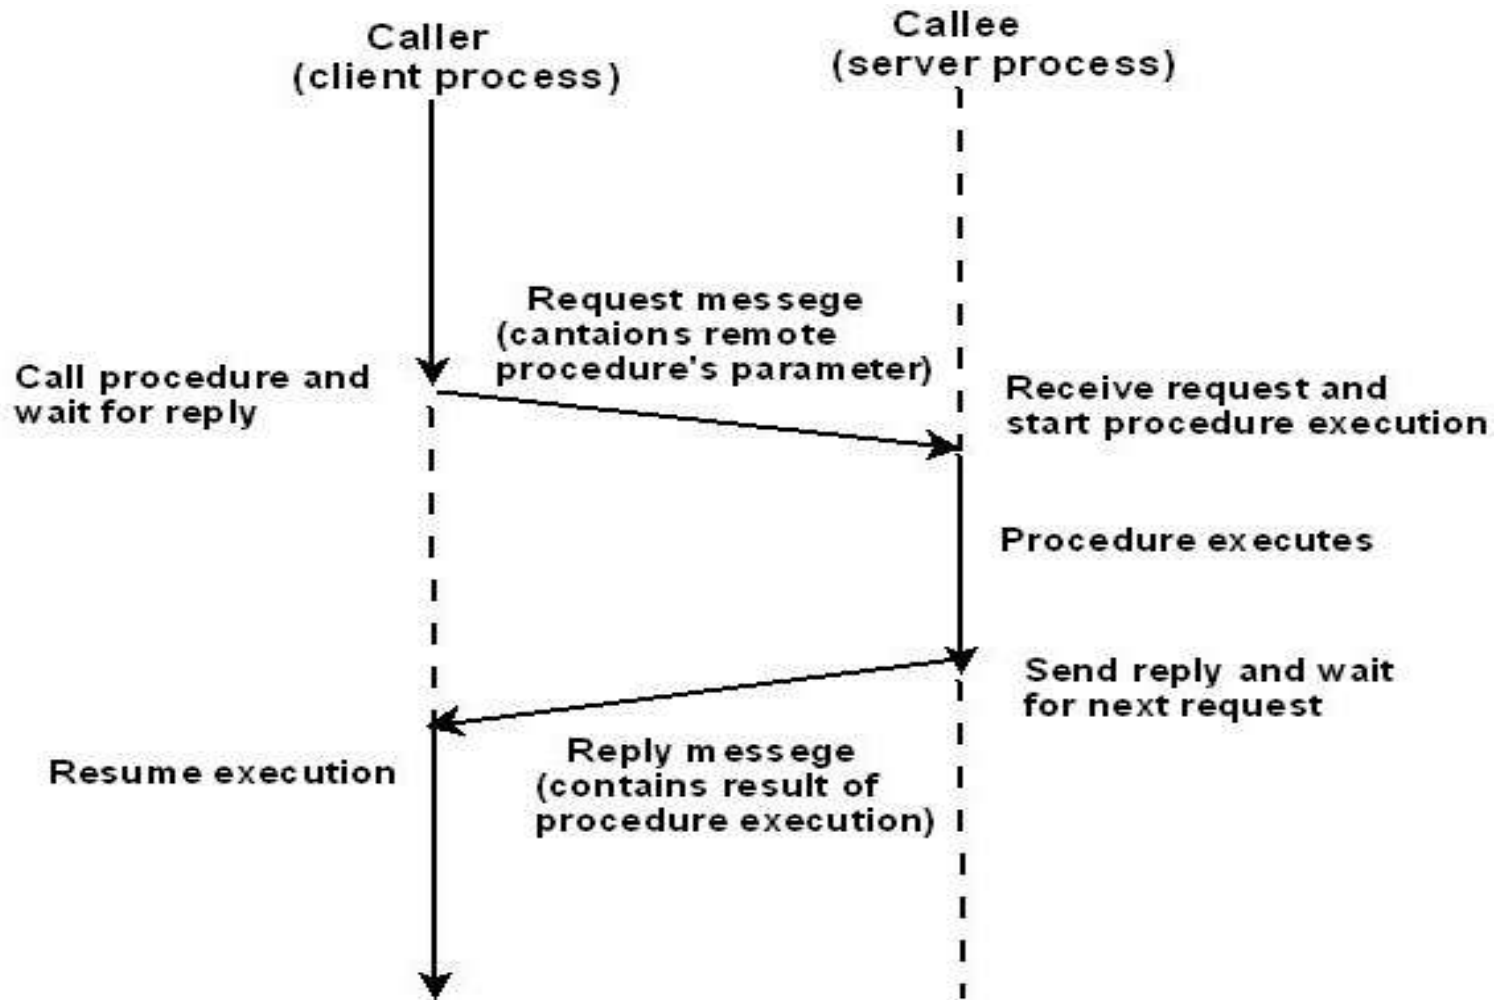 Caller
(client process)
Callee
(server process)
Request messege
(cantaions remote
procedure's parameter)
Call procedure and
wait for reply
Receive request and
start procedure execution
Procedure executes
Send reply and wait
for next request
Reply messege
(contains result of
procedure execution)
Resume execution